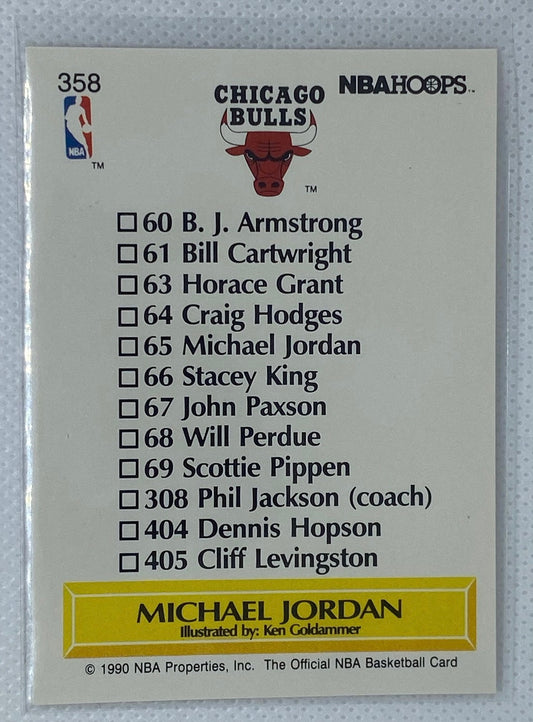 358
NBA
TM
CHICAGO
BULLS
TM
NBAHOOPS TM
☐ 60 B. J. Armstrong
☐ 61 Bill Cartwright
☐ 63 Horace Grant
☐ 64 Craig Hodges
☐ 65 Michael Jordan
☐ 66 Stacey King
☐ 67 John Paxson
☐ 68 Will Perdue
☐ 69 Scottie Pippen
☐ 308 Phil Jackson (coach)
☐ 404 Dennis Hopson
☐ 405 Cliff Levingston
MICHAEL JORDAN
Illustrated by: Ken Goldammer
© 1990 NBA Properties, Inc. The Official NBA Basketball Card